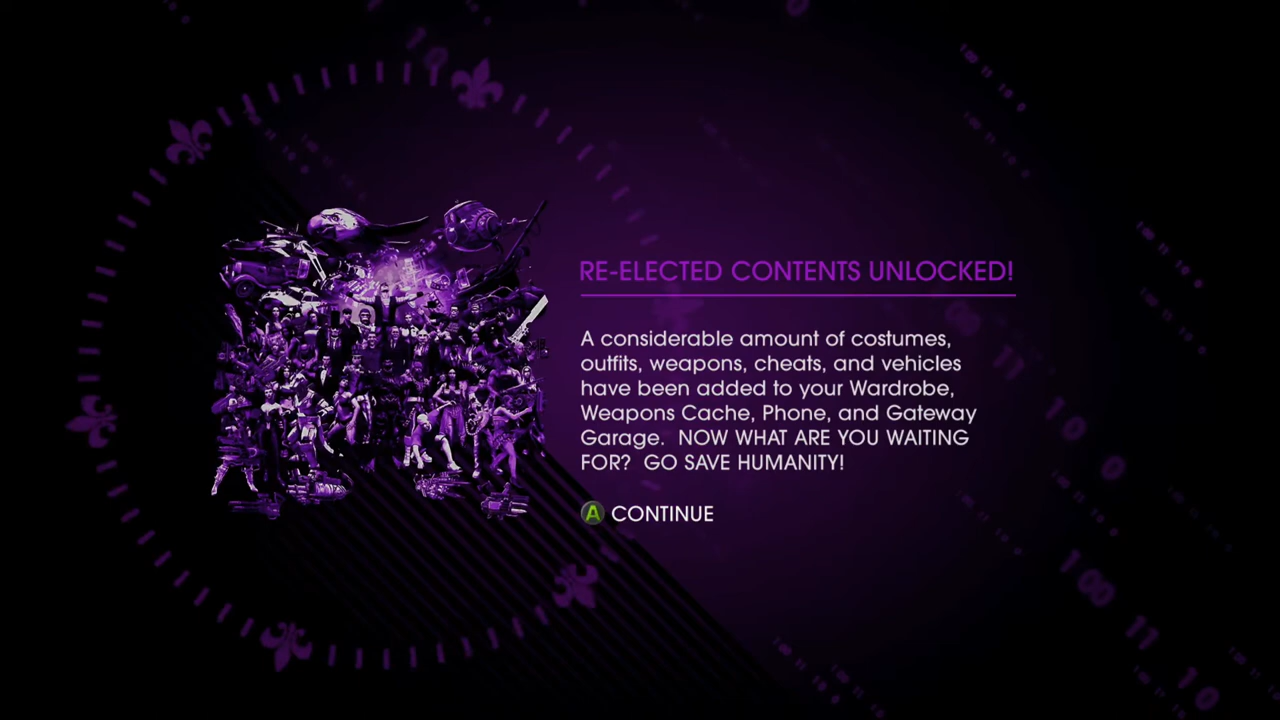 RE-ELECTED CONTENTS UNLOCKED!
A considerable amount of costumes,
outfits, weapons, cheats, and vehicles
have been added to your Wardrobe,
Weapons Cache, Phone, and Gateway
Garage.  NOW WHAT ARE YOU WAITING
FOR?  GO SAVE HUMANITY!
A CONTINUE